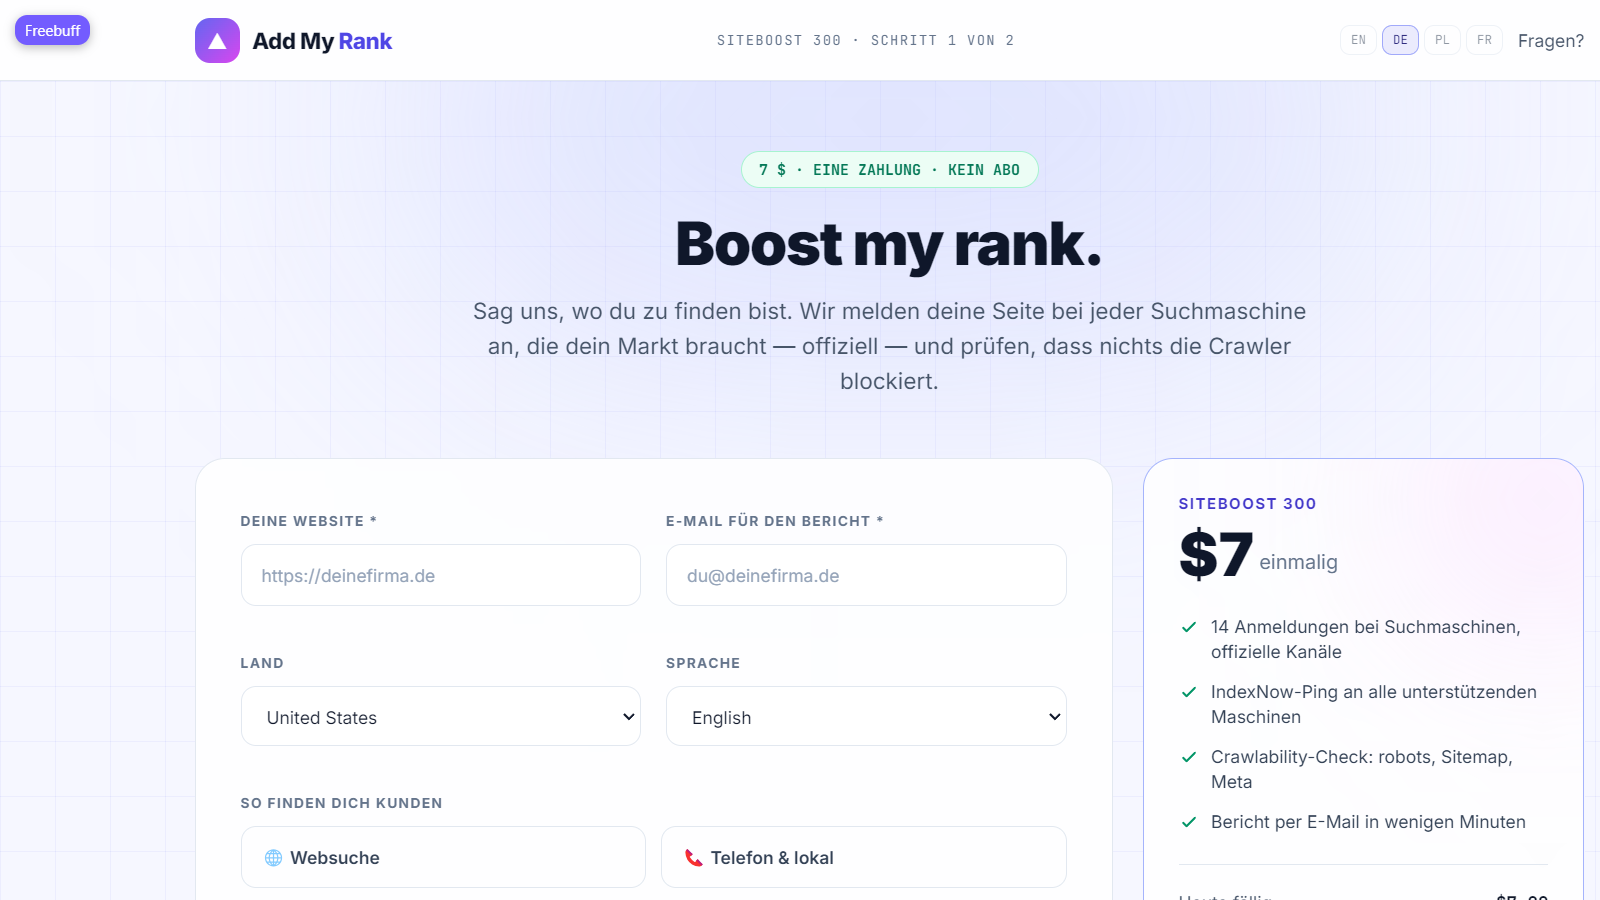 Freebuff
Add My Rank
SITEBOOST 300 · SCHRITT 1 VON 2
EN
DE
PL
FR
Fragen?
7 $ · EINE ZAHLUNG · KEIN ABO
Boost my rank.
Sag uns, wo du zu finden bist. Wir melden deine Seite bei jeder Suchmaschine
an, die dein Markt braucht — offiziell — und prüfen, dass nichts die Crawler
blockiert.
DEINE WEBSITE *
https://deinefirma.de
E-MAIL FÜR DEN BERICHT *
du@deinefirma.de
LAND
United States
SPRACHE
English
SO FINDEN DICH KUNDEN
🌐 Websuche
📞 Telefon & lokal
SITEBOOST 300
$7 einmalig
14 Anmeldungen bei Suchmaschinen,
offizielle Kanäle
IndexNow-Ping an alle unterstützenden
Maschinen
Crawlability-Check: robots, Sitemap,
Meta
Bericht per E-Mail in wenigen Minuten